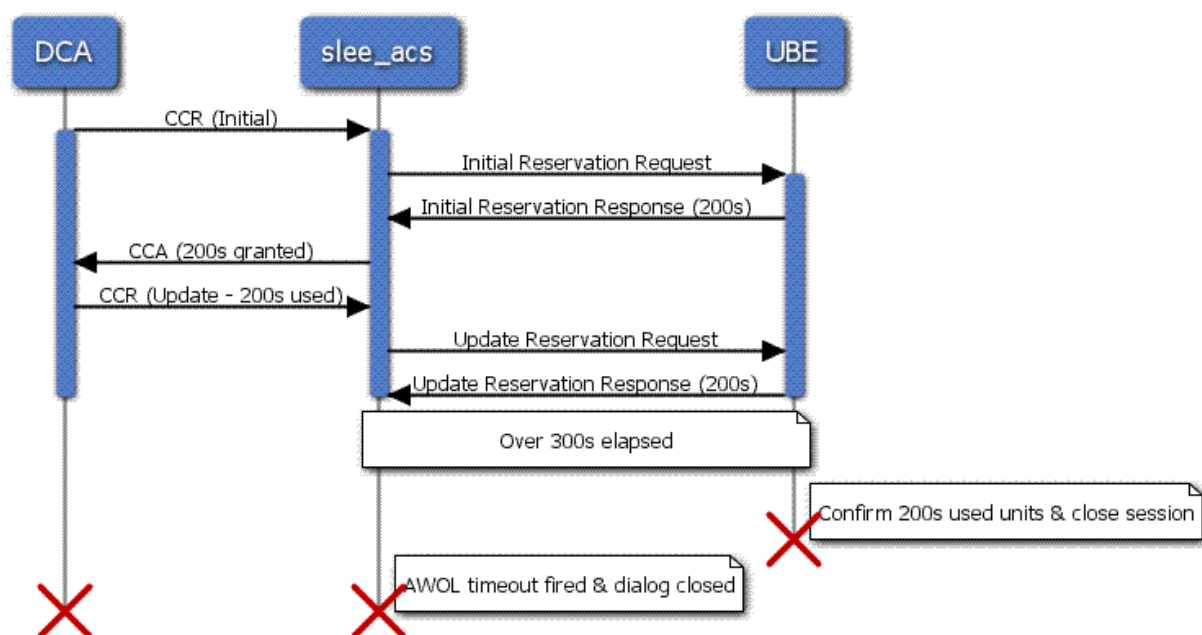 DCA
slee_acs
UBE
CCR (Initial)
Initial Reservation Request
Initial Reservation Response (200s)
CCA (200s granted)
CCR (Update - 200s used)
Update Reservation Request
Update Reservation Response (200s)
Over 300s elapsed
Confirm 200s used units & close session
AWOL timeout fired & dialog closed